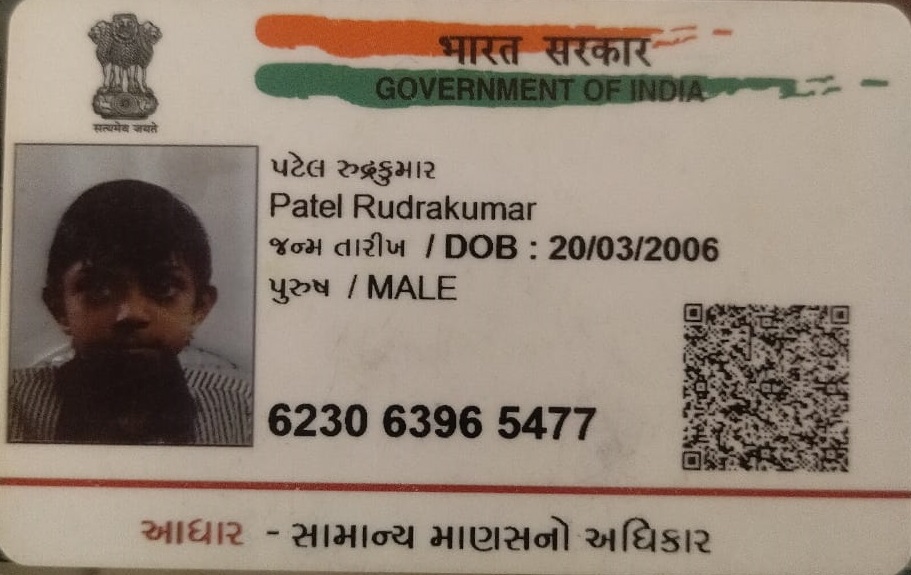 भारत सरकार
GOVERNMENT OF INDIA
सत्यमेव जयते
પટેલ રુદ્રકુમાર
Patel Rudrakumar
જન્મ તારીખ / DOB : 20/03/2006
પુરુષ / MALE
6230 6396 5477
આધાર - સામાન્ય માણસનો અધિકાર